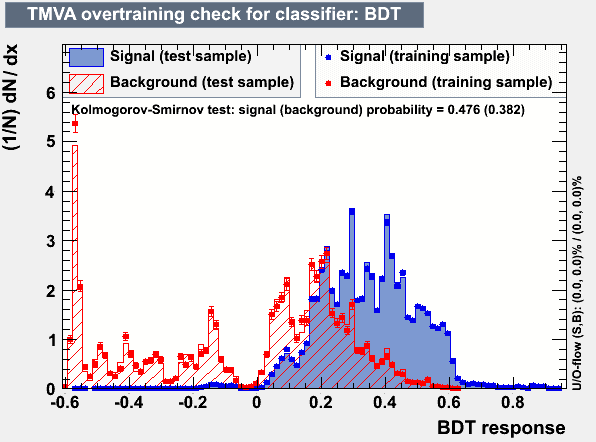 TMVA overtraining check for classifier: BDT
(1/N) dN / dx
Signal (test sample)
Background (test sample)
Signal (training sample)
Background (training sample)
Kolmogorov-Smirnov test: signal (background) probability = 0.476 (0.382)
6
5
4
3
2
1
0
-0.6 -0.4 -0.2 0 0.2 0.4 0.6 0.8
BDT response
U/O-flow (S,B): (0.0, 0.0)% / (0.0, 0.0)%